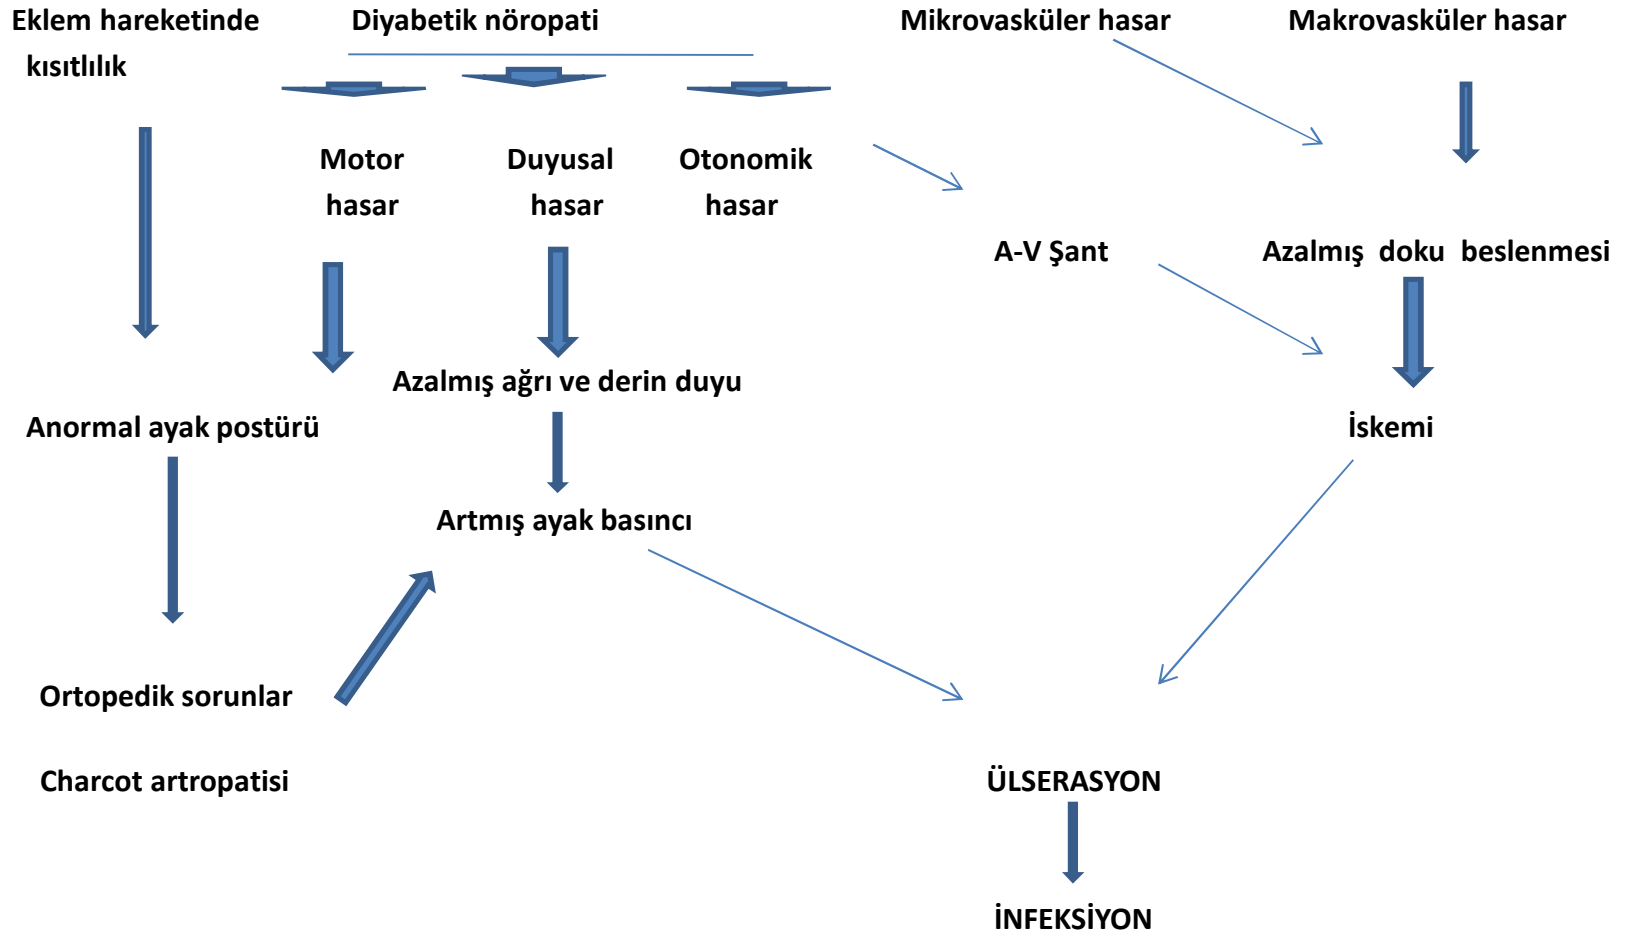 Eklem hareketinde
kısıtlılık
Diyabetik nöropati
Mikrovasküler hasar
Makrovasküler hasar
Motor
hasar
Duyusal
hasar
Otonomik
hasar
A-V Şant
Azalmış doku beslenmesi
Azalmış ağrı ve derin duyu
Anormal ayak postürü
İskemi
Artmış ayak basıncı
Ortopedik sorunlar
Charcot artropatisi
ÜLSERASYON
İNFEKSİYON